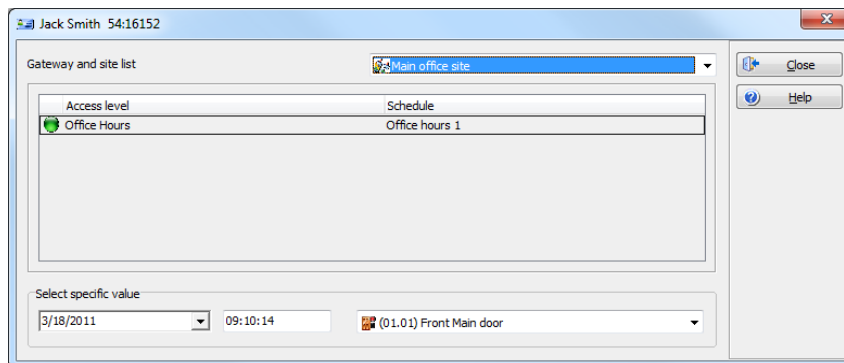 Jack Smith 54:16152
Gateway and site list
Main office site
Close
Help
Access level Schedule
Office Hours Office hours 1
Select specific value
3/18/2011 09:10:14 (01.01) Front Main door